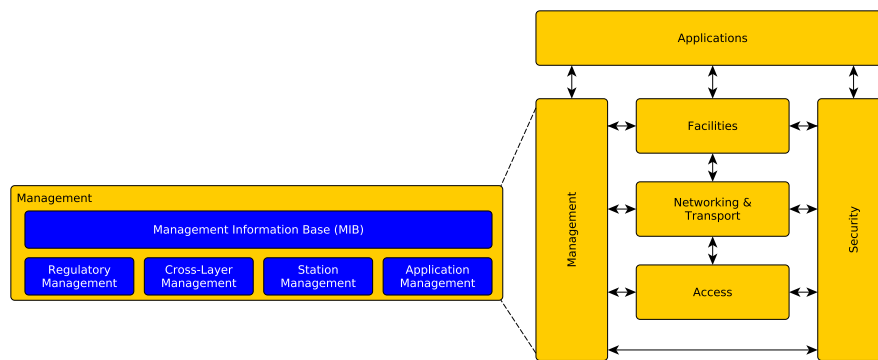 Applications
Management
Facilities
Networking &
Transport
Access
Security
Management
Management Information Base (MIB)
Regulatory
Management
Cross-Layer
Management
Station
Management
Application
Management